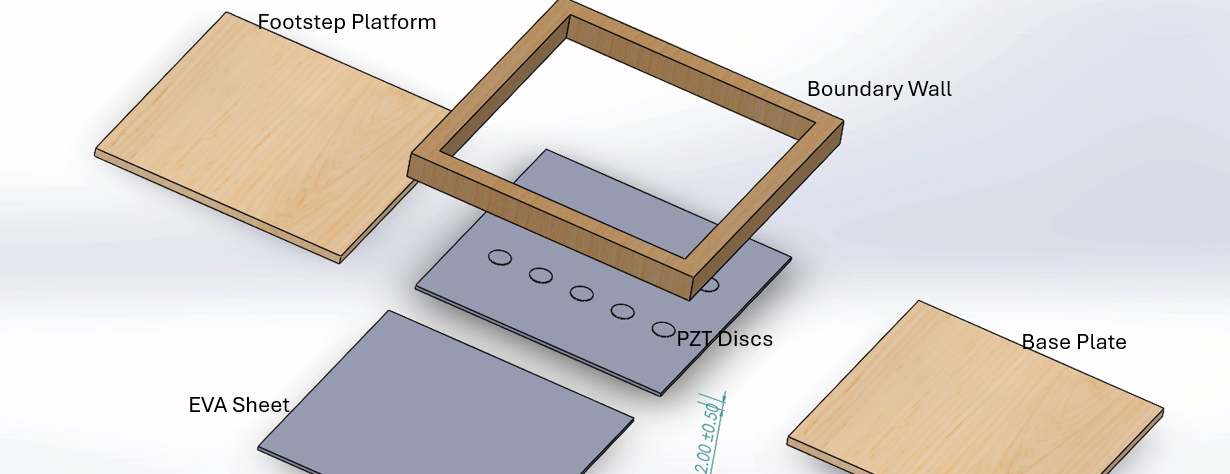 Footstep Platform
Boundary Wall
PZT Discs
Base Plate
EVA Sheet
2.00 ±0.50